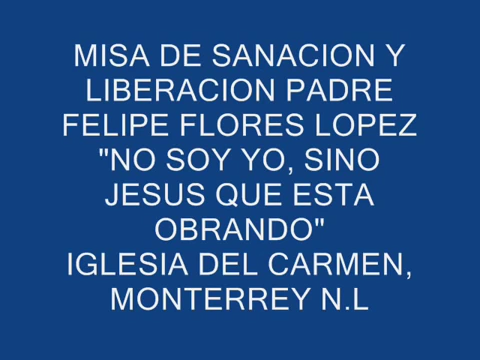 MISA DE SANACION Y
LIBERACION PADRE
FELIPE FLORES LOPEZ
"NO SOY YO, SINO
JESUS QUE ESTA
OBRANDO"
IGLESIA DEL CARMEN,
MONTERREY N.L